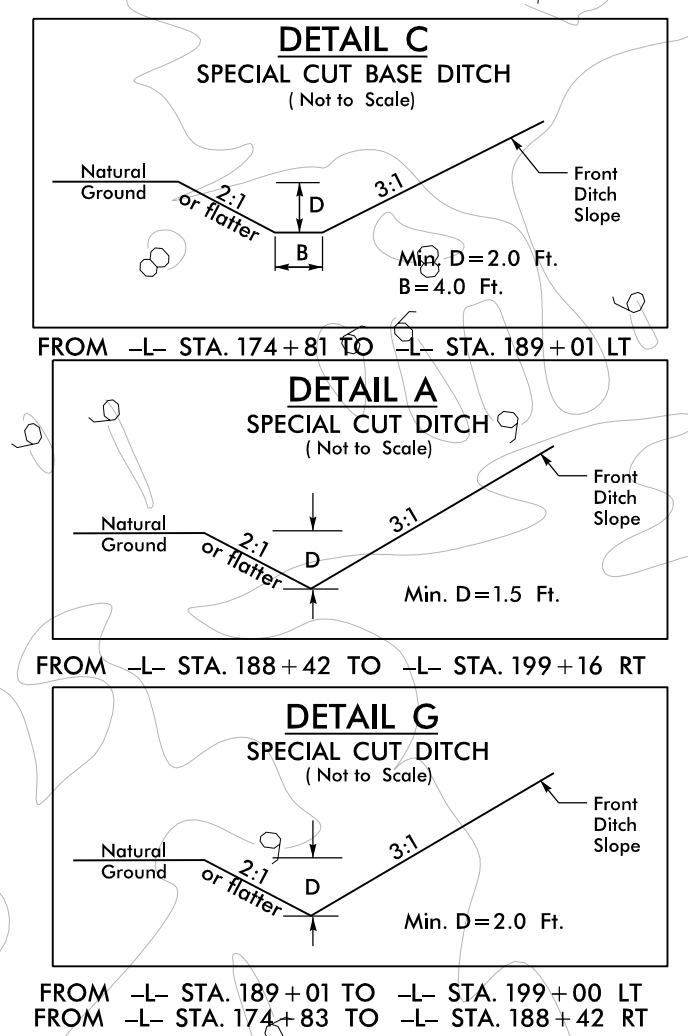 DETAIL C
SPECIAL CUT BASE DITCH
( Not to Scale)
Natural
Ground
2:1
or flatter
D
B
3:1
Front
Ditch
Slope
Min. D=2.0 Ft.
B=4.0 Ft.
FROM –L– STA. 174+81 TO –L– STA. 189+01 LT
DETAIL A
SPECIAL CUT DITCH
( Not to Scale)
Natural
Ground
2:1
or flatter
D
3:1
Front
Ditch
Slope
Min. D=1.5 Ft.
FROM –L– STA. 188+42 TO –L– STA. 199+16 RT
DETAIL G
SPECIAL CUT DITCH
( Not to Scale)
Natural
Ground
2:1
or flatter
D
3:1
Front
Ditch
Slope
Min. D=2.0 Ft.
FROM –L– STA. 189+01 TO –L– STA. 199+00 LT
FROM –L– STA. 174+83 TO –L– STA. 188+42 RT